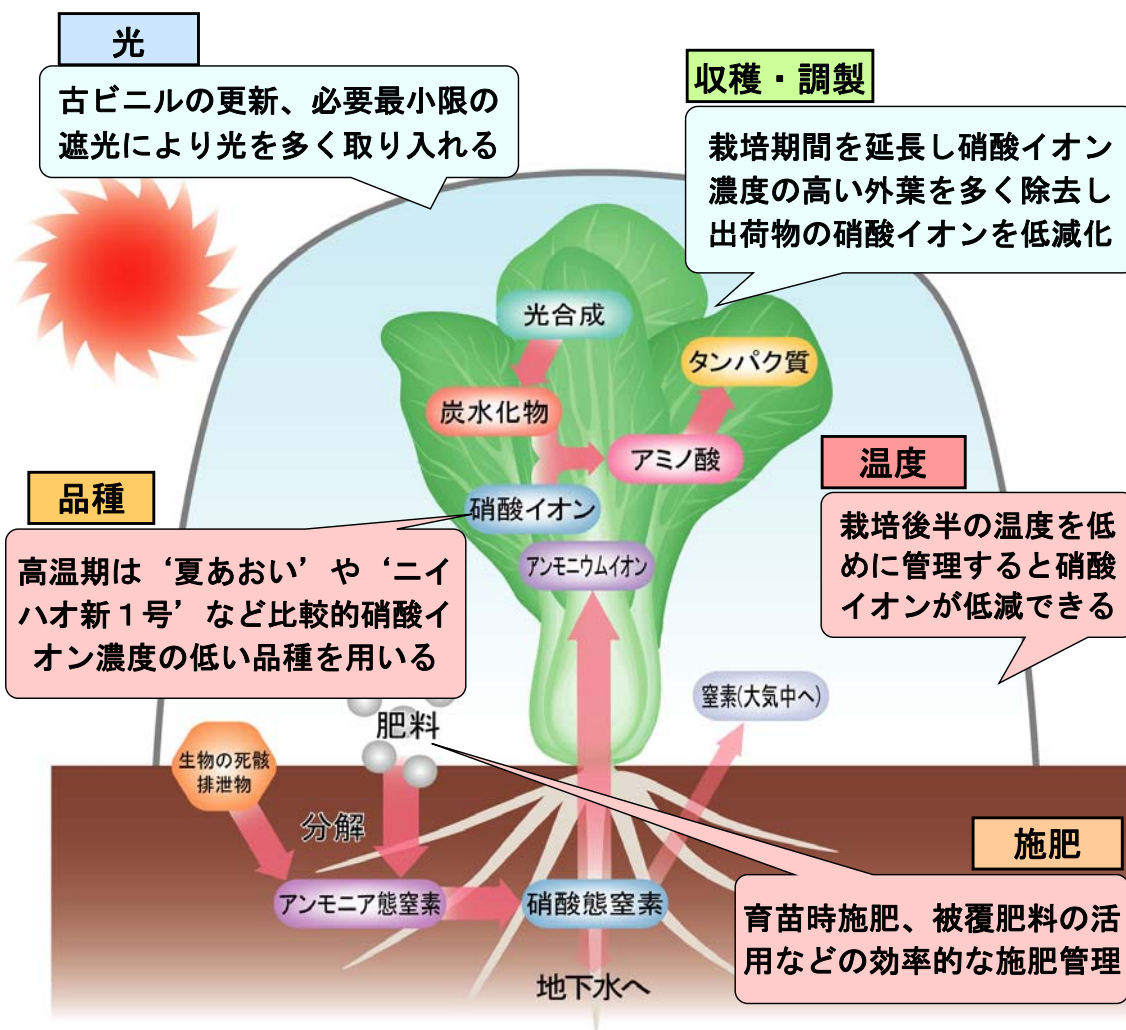 光
古ビニルの更新、必要最小限の
遮光により光を多く取り入れる
収穫・調製
栽培期間を延長し硝酸イオン
濃度の高い外葉を多く除去し
出荷物の硝酸イオンを低減化
光合成
タンパク質
炭水化物
アミノ酸
硝酸イオン
アンモニウムイオン
品種
高温期は‘夏あおい’や‘ニイ
ハオ新１号’など比較的硝酸イ
オン濃度の低い品種を用いる
温度
栽培後半の温度を低
めに管理すると硝酸
イオンが低減できる
窒素(大気中へ)
肥料
生物の死骸
排泄物
分解
アンモニア態窒素
硝酸態窒素
地下水へ
施肥
育苗時施肥、被覆肥料の活
用などの効率的な施肥管理